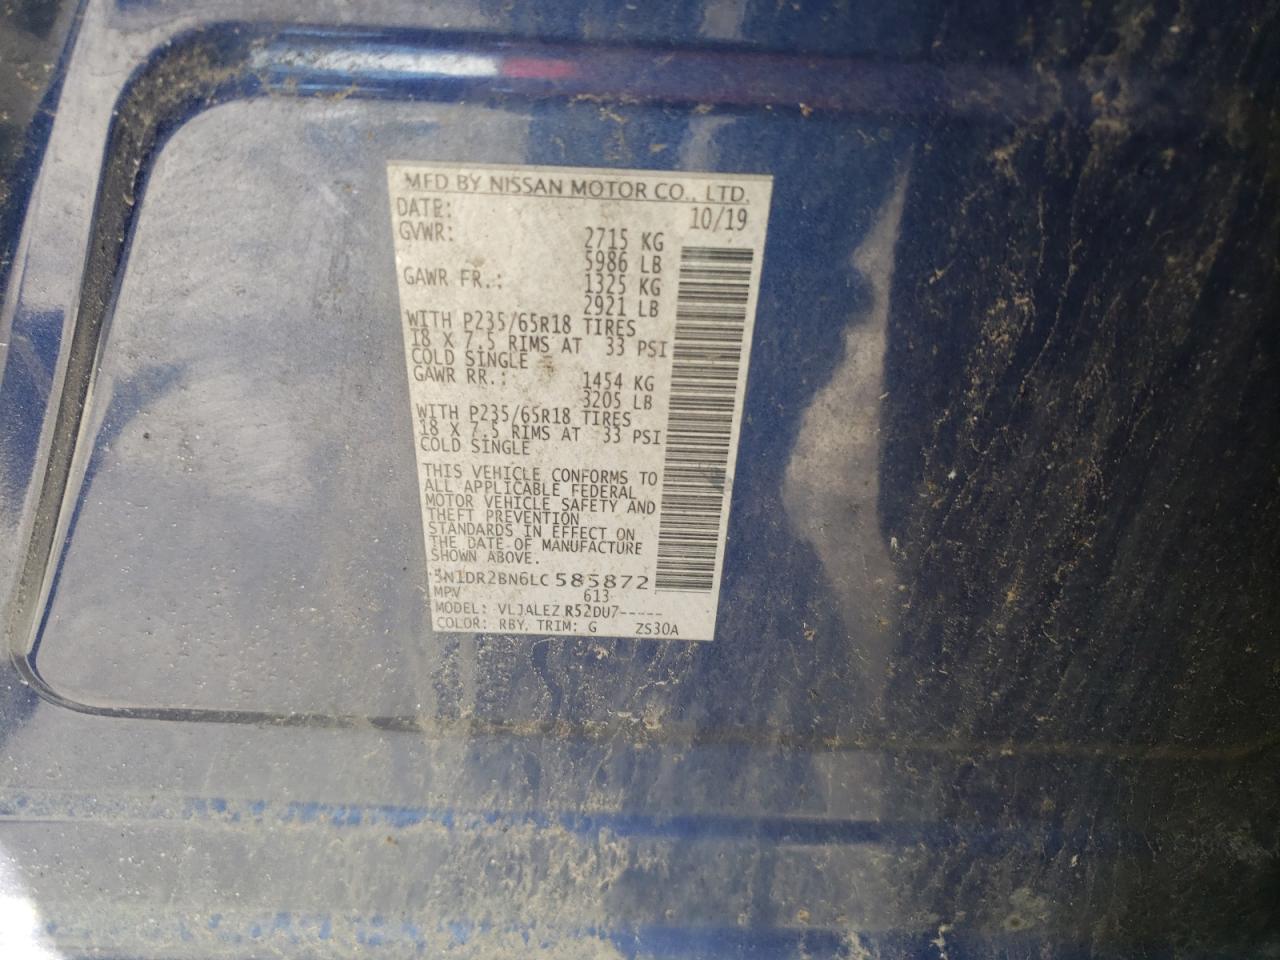 MFD BY NISSAN MOTOR CO., LTD.
DATE: 10/19
GVWR: 2715 KG
5986 LB
GAWR FR.: 1325 KG
2921 LB
WITH P235/65R18 TIRES
18 X 7.5 RIMS AT 33 PSI
COLD SINGLE
GAWR RR.: 1454 KG
3205 LB
WITH P235/65R18 TIRES
18 X 7.5 RIMS AT 33 PSI
COLD SINGLE
THIS VEHICLE CONFORMS TO
ALL APPLICABLE FEDERAL
MOTOR VEHICLE SAFETY AND
THEFT PREVENTION
STANDARDS IN EFFECT ON
THE DATE OF MANUFACTURE
SHOWN ABOVE.
5N1DR2BN6LC585872
MPV 613
MODEL: VLJALEZ R52DU7-----
COLOR: RBY, TRIM: G ZS30A